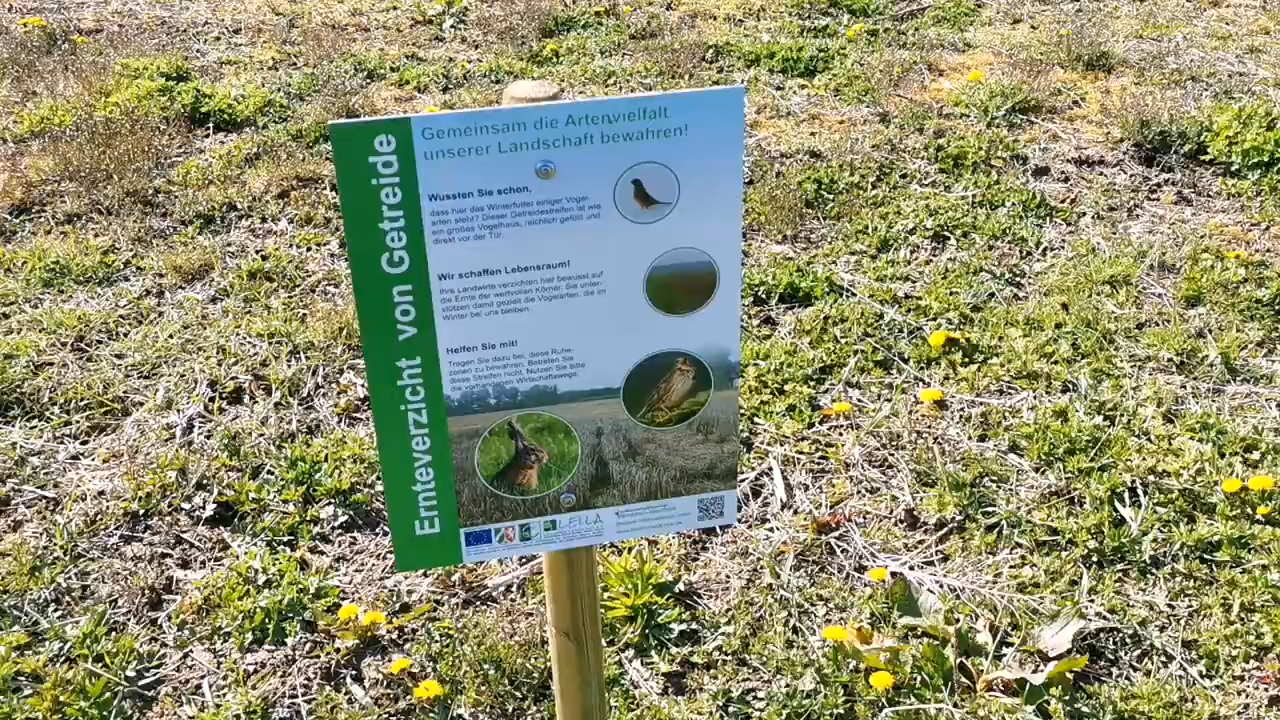 Ernteverzicht von Getreide
Gemeinsam die Artenvielfalt
unserer Landschaft bewahren!
Wussten Sie schon,
dass hier das Winterfutter einiger Vogel-
arten steht? Dieser Getreidestreifen ist wie
ein großes Vogelhaus, reichlich gefüllt und
direkt vor der Tür.
Wir schaffen Lebensraum!
Ihre Landwirte verzichten hier bewusst auf
die Ernte der wertvollen Körner. Sie unter-
stützen damit gezielt die Vogelarten, die im
Winter bei uns bleiben.
Helfen Sie mit!
Tragen Sie dazu bei, diese Ruhe-
zonen zu bewahren. Betreten Sie
diese Streifen nicht. Nutzen Sie bitte
die vorhandenen Wirtschaftswege.